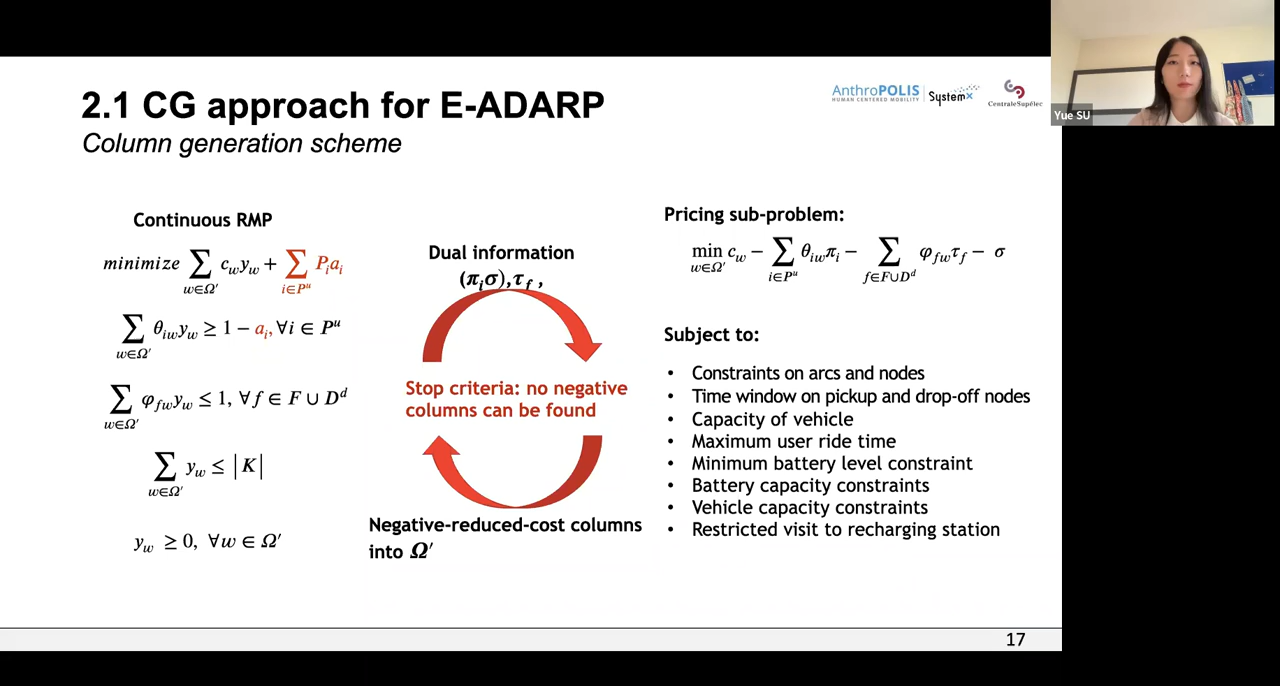 2.1 CG approach for E-ADARP
Column generation scheme
AnthroPOLIS
HUMAN CENTERED MOBILITY
SystemX
CentraleSupélec
Yue SU
Continuous RMP
minimize ∑_{w∈Ω′} c_w y_w + ∑_{i∈P^u} P_i a_i
∑_{w∈Ω′} θ_{iw} y_w ≥ 1 − a_i, ∀i ∈ P^u
∑_{w∈Ω′} φ_{fw} y_w ≤ 1, ∀f ∈ F ∪ D^d
∑_{w∈Ω′} y_w ≤ |K|
y_w ≥ 0, ∀w ∈ Ω′
Dual information
(π_i σ), τ_f ,
Stop criteria: no negative
columns can be found
Negative-reduced-cost columns
into Ω′
Pricing sub-problem:
min_{w∈Ω′} c_w − ∑_{i∈P^u} θ_{iw} π_i − ∑_{f∈F∪D^d} φ_{fw} τ_f − σ
Subject to:
• Constraints on arcs and nodes
• Time window on pickup and drop-off nodes
• Capacity of vehicle
• Maximum user ride time
• Minimum battery level constraint
• Battery capacity constraints
• Vehicle capacity constraints
• Restricted visit to recharging station
17